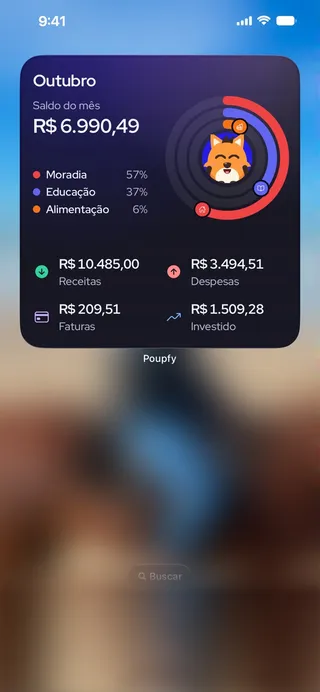 9:41
Outubro
Saldo do mês
R$ 6.990,49
Moradia 57%
Educação 37%
Alimentação 6%
R$ 10.485,00
Receitas
R$ 3.494,51
Despesas
R$ 209,51
Faturas
R$ 1.509,28
Investido
Poupfy
Buscar